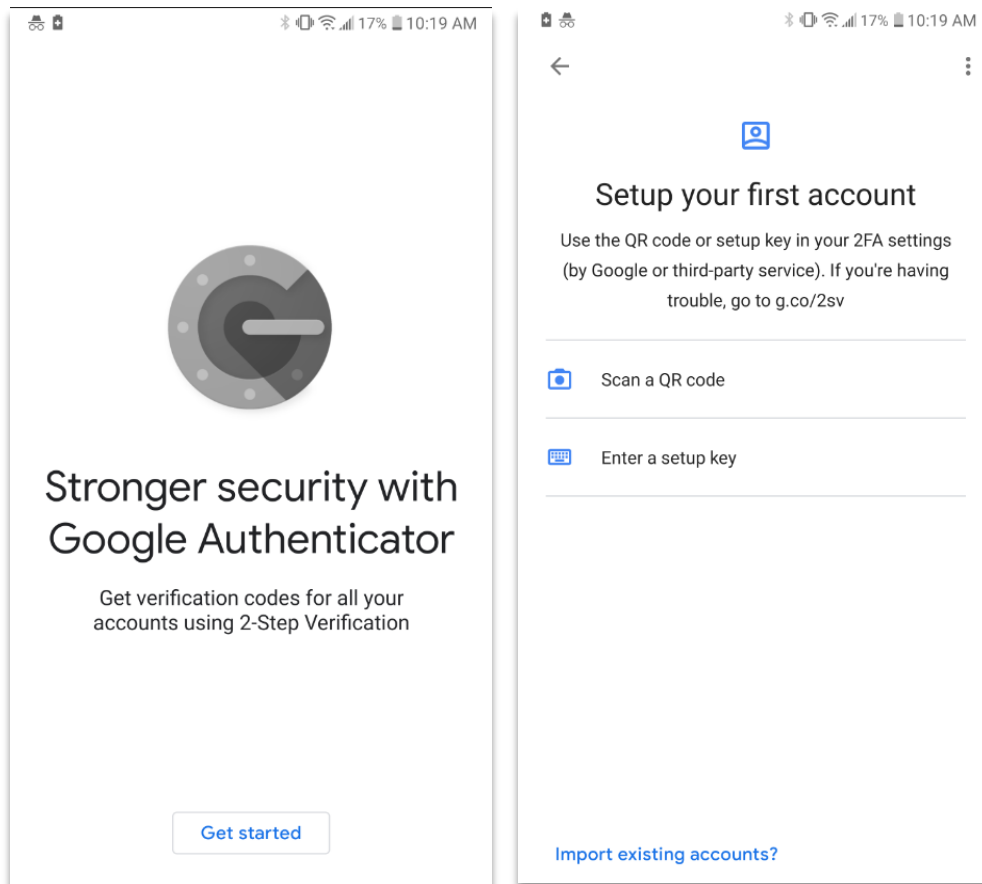 17% 10:19 AM
Stronger security with
Google Authenticator
Get verification codes for all your
accounts using 2-Step Verification
Get started
17% 10:19 AM
Setup your first account
Use the QR code or setup key in your 2FA settings
(by Google or third-party service). If you're having
trouble, go to g.co/2sv
Scan a QR code
Enter a setup key
Import existing accounts?